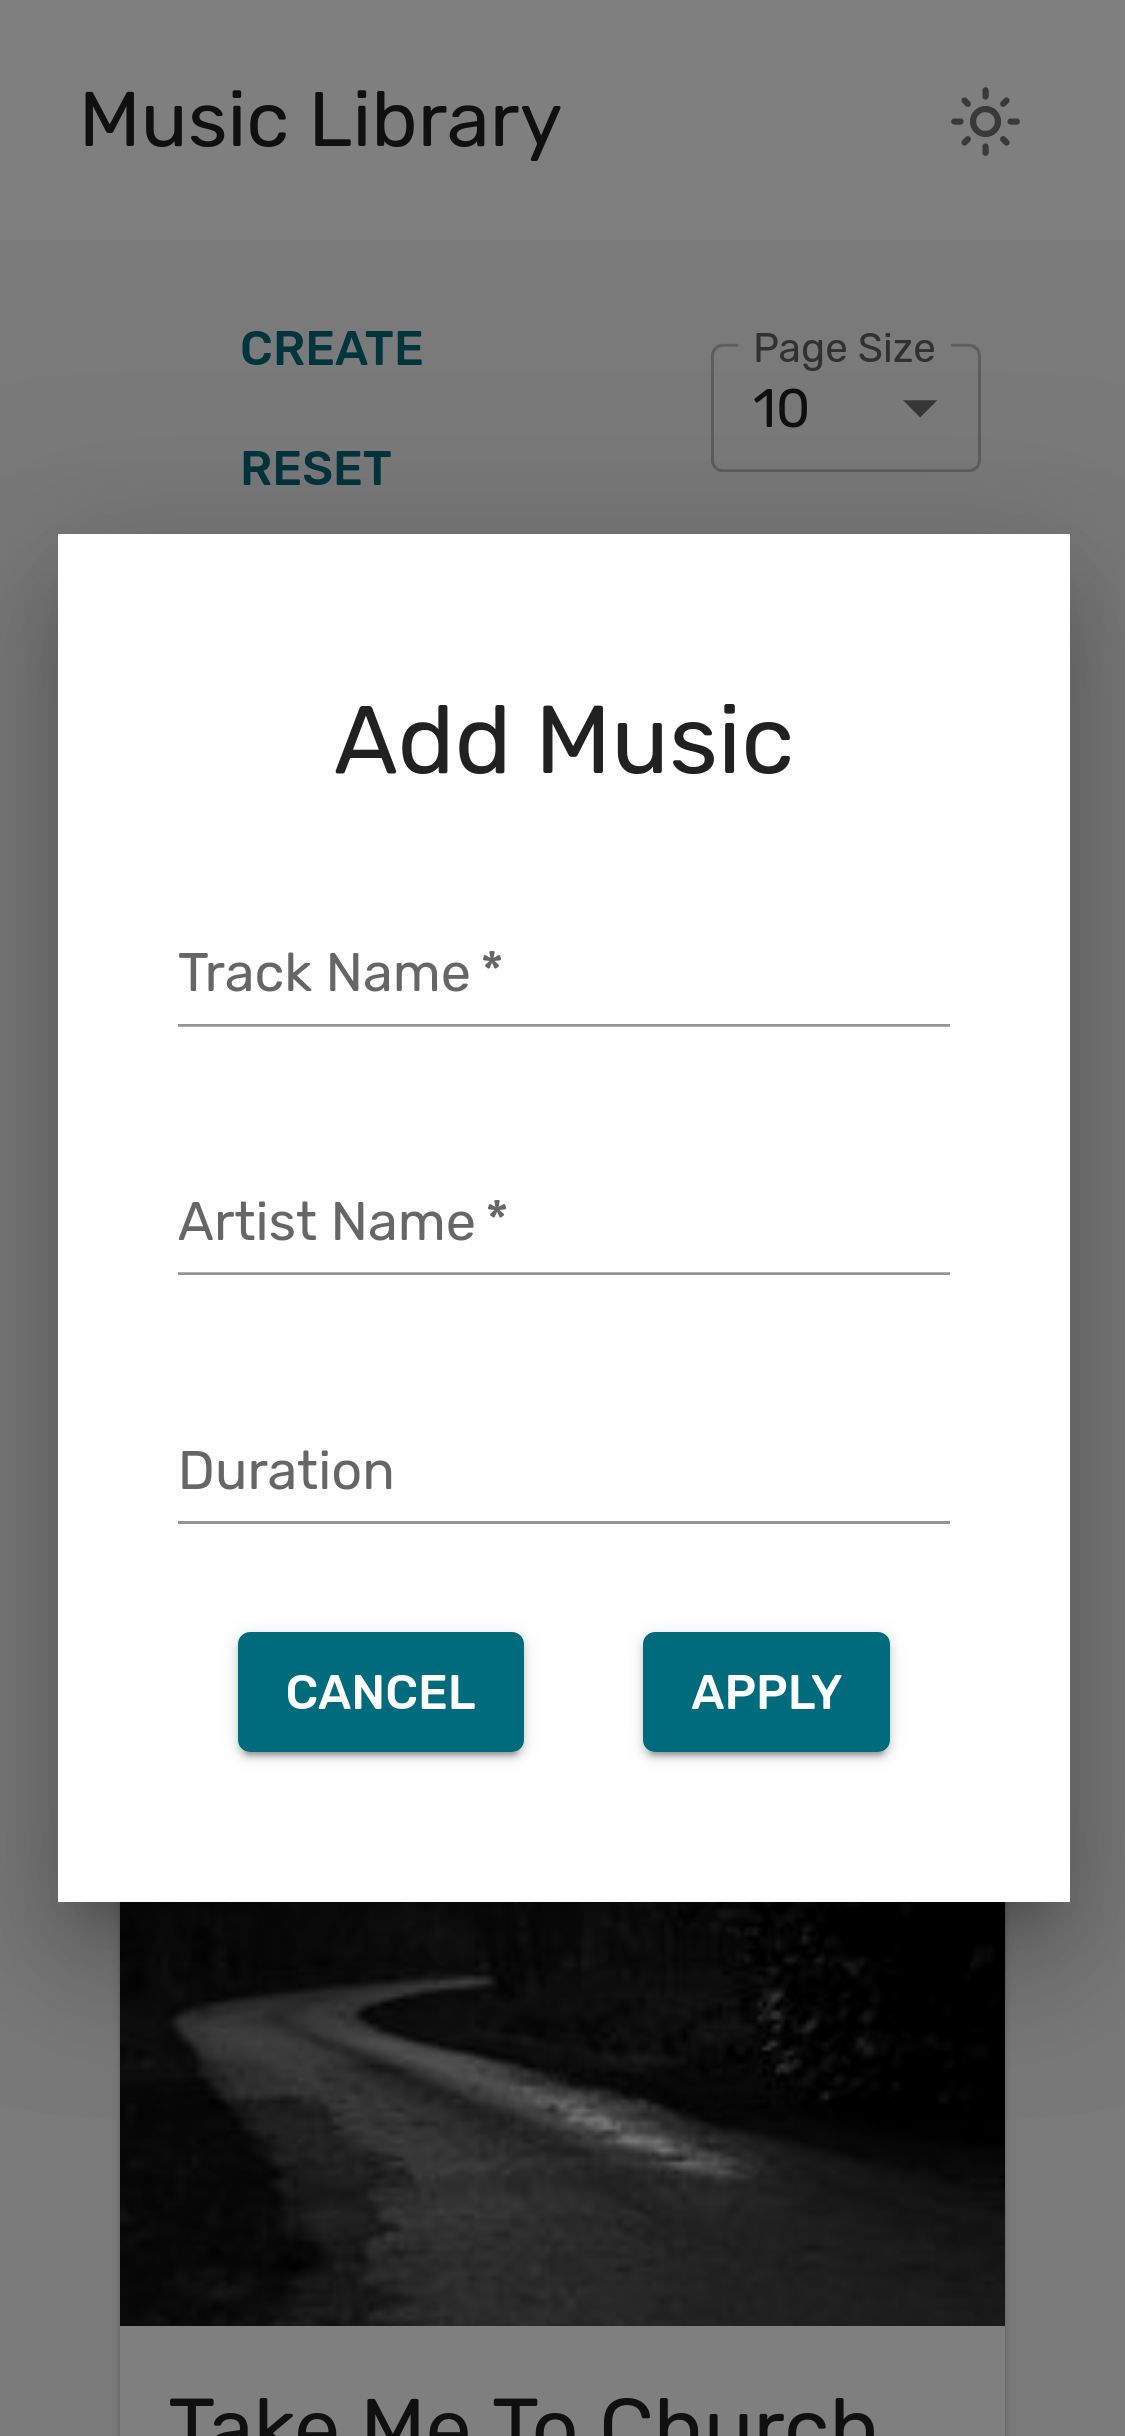 Music Library
CREATE
Page Size
10
RESET
Add Music
Track Name *
Artist Name *
Duration
CANCEL APPLY
Take Me To Church